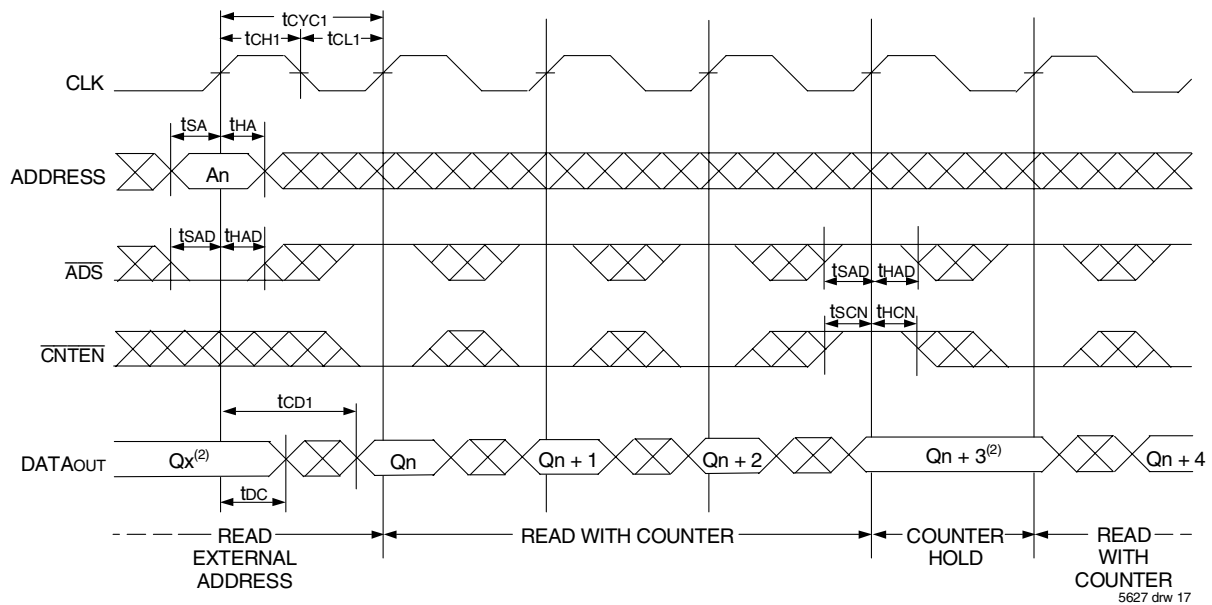 tCYC1
tCH1 tCL1
CLK
tSA tHA
ADDRESS An
tSAD tHAD
ADS
tSAD tHAD
tSCN tHCN
CNTEN
tCD1
DATAOUT Qx(2) Qn Qn + 1 Qn + 2 Qn + 3(2) Qn + 4
tDC
READ EXTERNAL ADDRESS
READ WITH COUNTER
COUNTER HOLD
READ WITH COUNTER
5627 drw 17